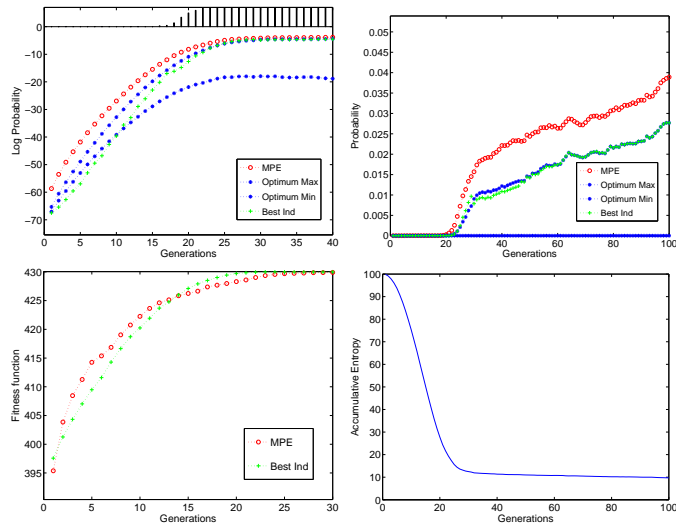 10
0
0
−10
−20
−30
−40
−50
−60
−70
Log Probability
0 5 10 15 20 25 30 35 40
Generations
MPE
Optimum Max
Optimum Min
Best Ind
0.05
0.045
0.04
0.035
0.03
0.025
0.02
0.015
0.01
0.005
0
Probability
0 20 40 60 80 100
Generations
MPE
Optimum Max
Optimum Min
Best Ind
430
425
420
415
410
405
400
395
Fitness function
0 5 10 15 20 25 30
Generations
MPE
Best Ind
100
90
80
70
60
50
40
30
20
10
0
Accumulative Entropy
0 20 40 60 80 100
Generations